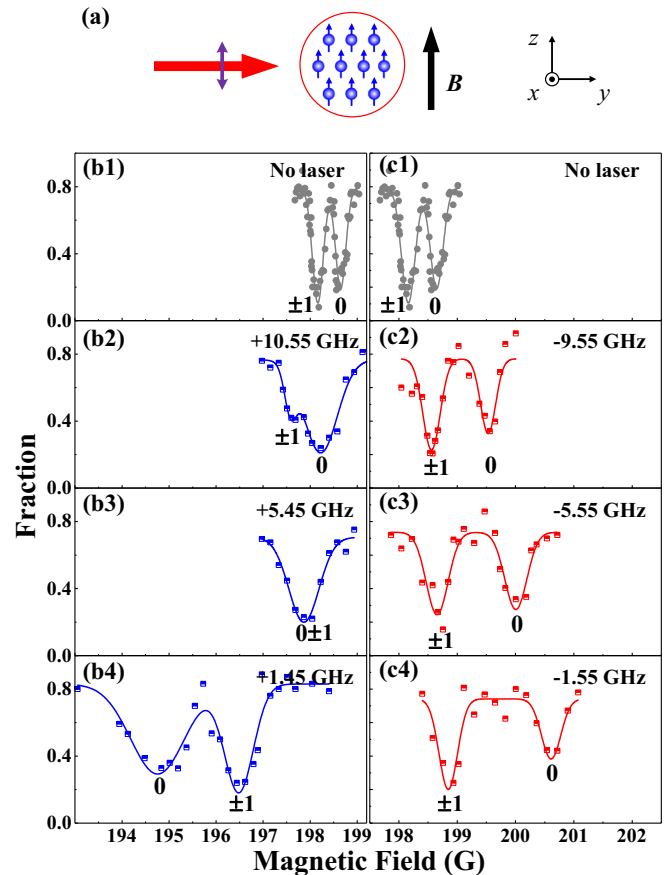 (a)
B
z
x
y
(b1)
No laser
±1
0
(c1)
No laser
±1
0
(b2)
+10.55 GHz
±1
0
(c2)
-9.55 GHz
±1
0
(b3)
+5.45 GHz
0±1
(c3)
-5.55 GHz
±1
0
(b4)
+1.45 GHz
0
±1
(c4)
-1.55 GHz
±1
0
Fraction
0.8
0.4
0.0
0.8
0.4
0.0
0.8
0.4
0.0
0.8
0.4
0.0
194 195 196 197 198 199
198 199 200 201 202
Magnetic Field (G)